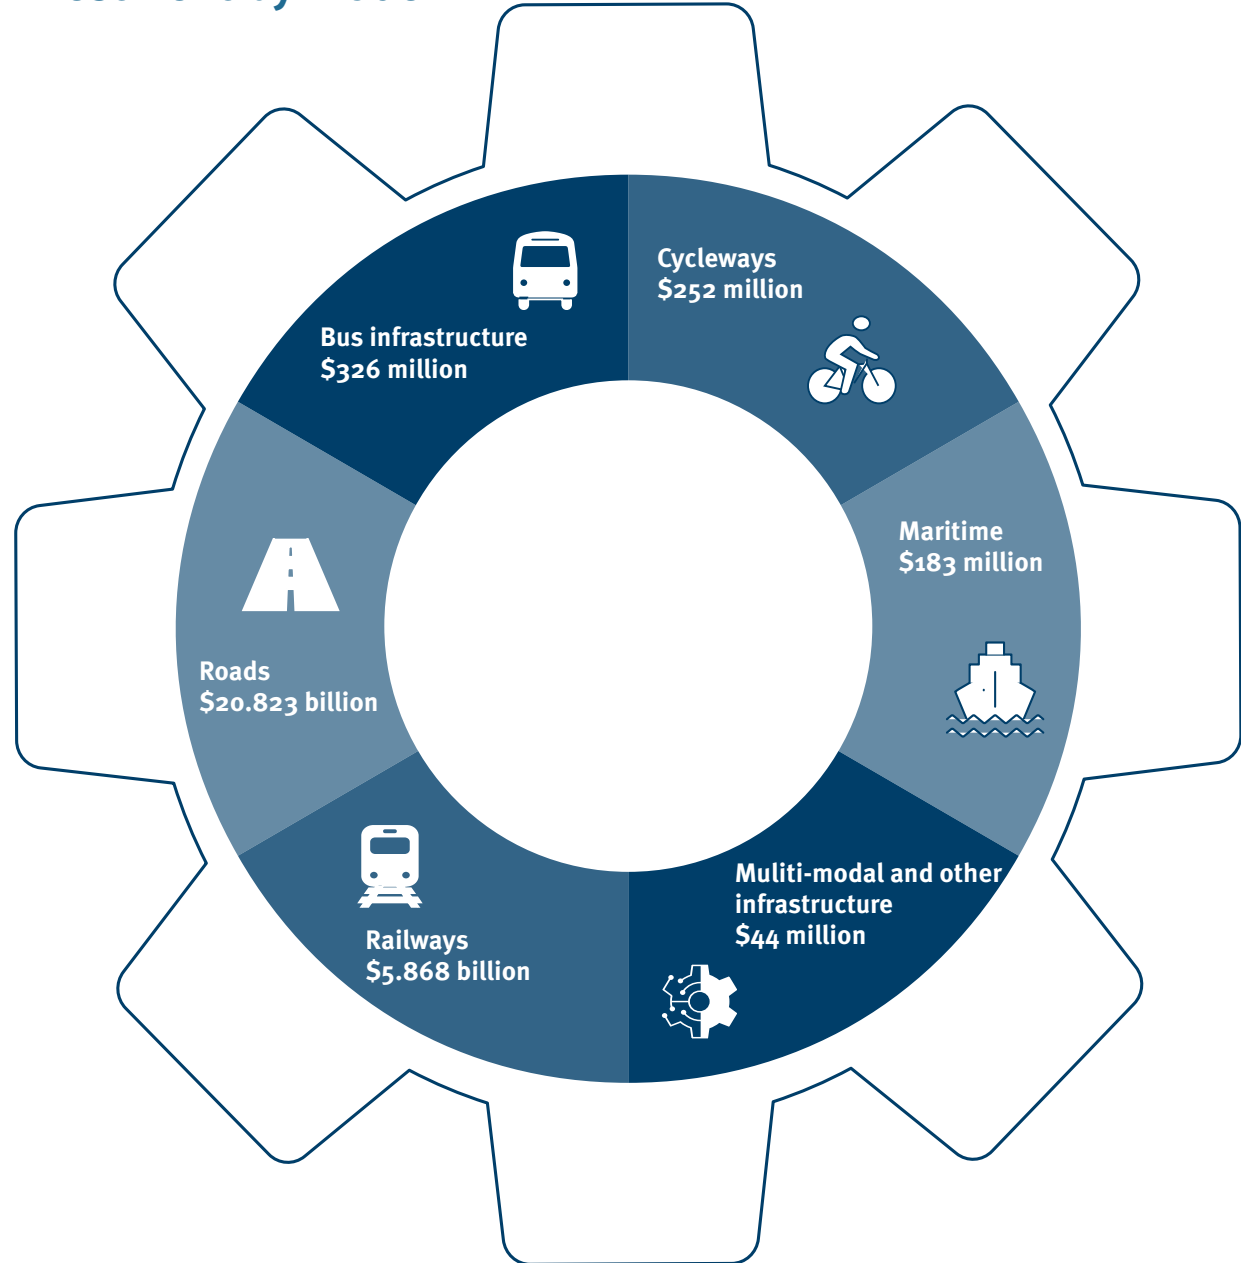 Cycleways
$252 million
Bus infrastructure
$326 million
Maritime
$183 million
Roads
$20.823 billion
Muliti-modal and other
infrastructure
$44 million
Railways
$5.868 billion